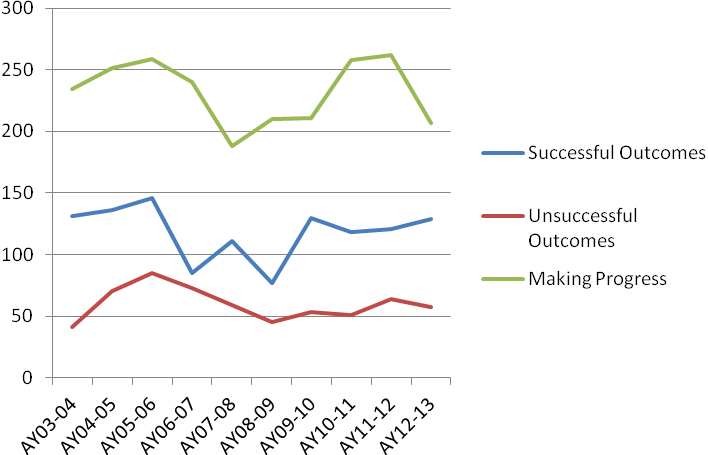 300
250
200
150
100
50
0
AY03-04
AY04-05
AY05-06
AY06-07
AY07-08
AY08-09
AY09-10
AY10-11
AY11-12
AY12-13
Successful Outcomes
Unsuccessful
Outcomes
Making Progress